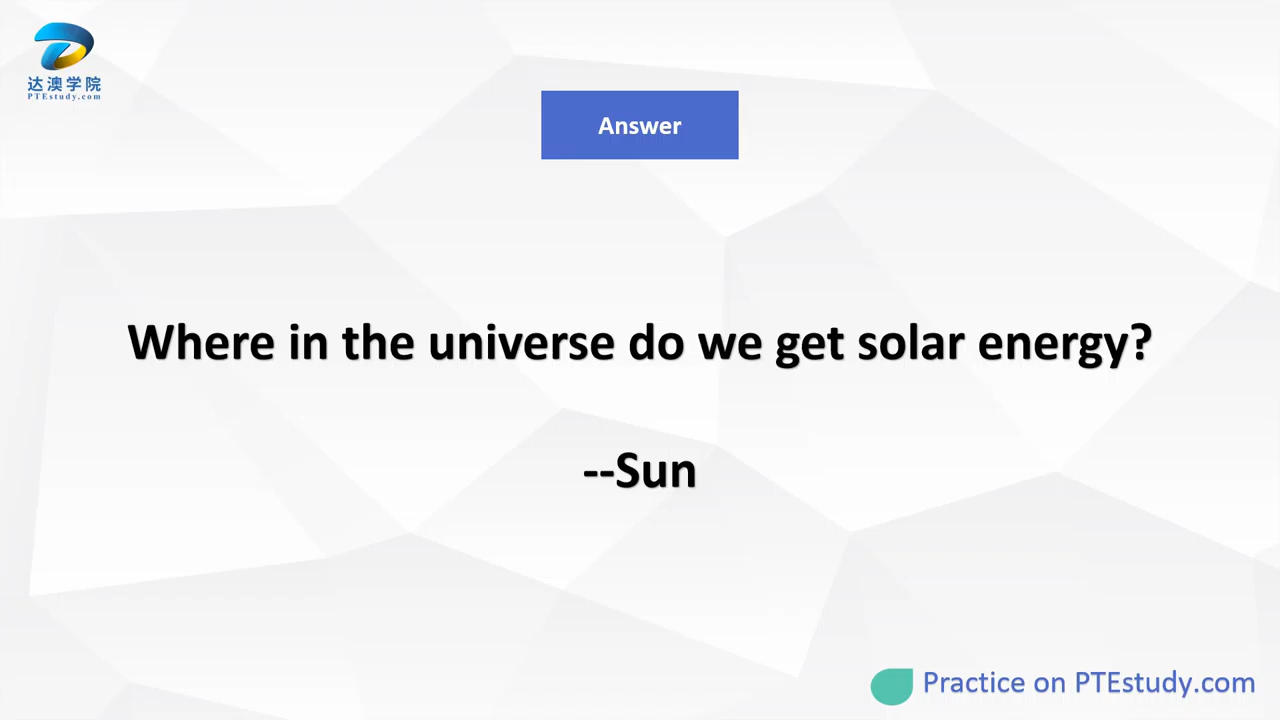 达澳学院
PTEstudy.com
Answer
Where in the universe do we get solar energy?
--Sun
Practice on PTEstudy.com